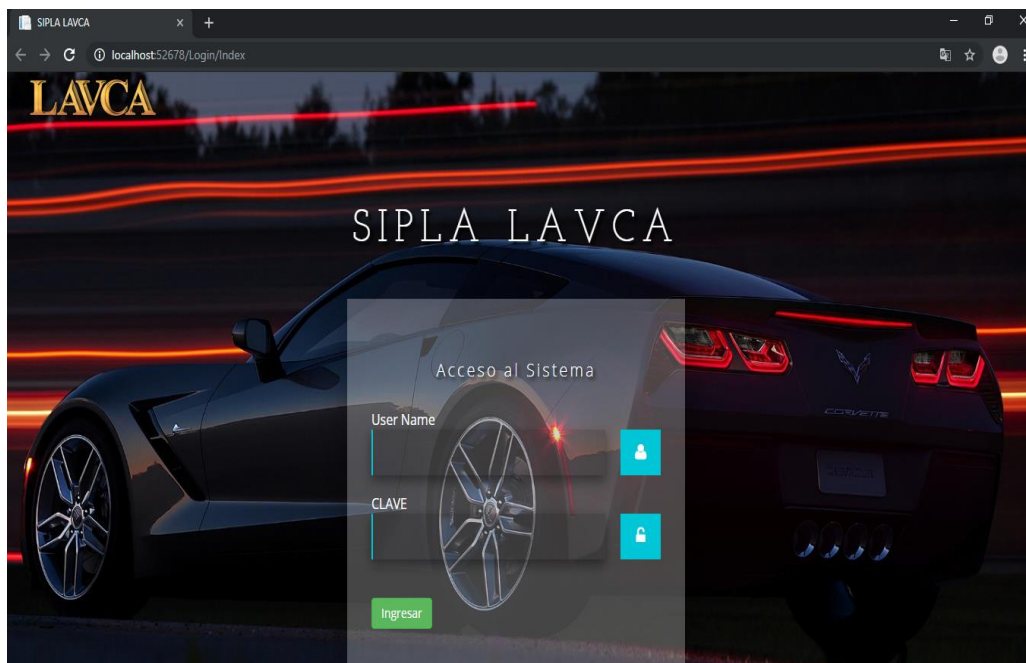 SIPLA LAVCA
localhost:52678/Login/Index
LAVCA
SIPLA LAVCA
Acceso al Sistema
User Name
CORVETTE
CLAVE
Ingresar